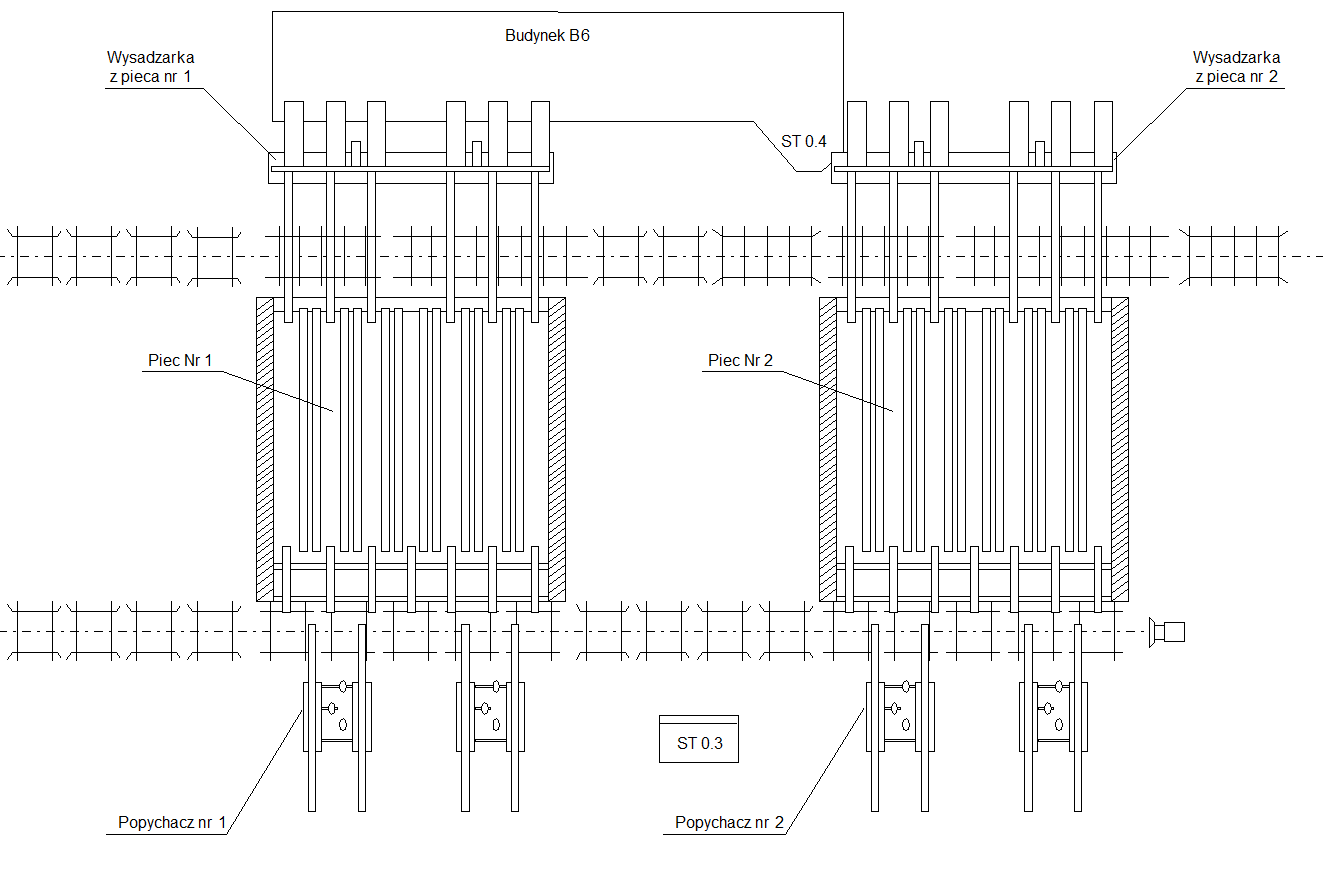 Budynek B6
Wysadzarka
z pieca nr 1
Wysadzarka
z pieca nr 2
ST 0.4
Piec Nr 1
Piec Nr 2
ST 0.3
Popychacz nr 1
Popychacz nr 2